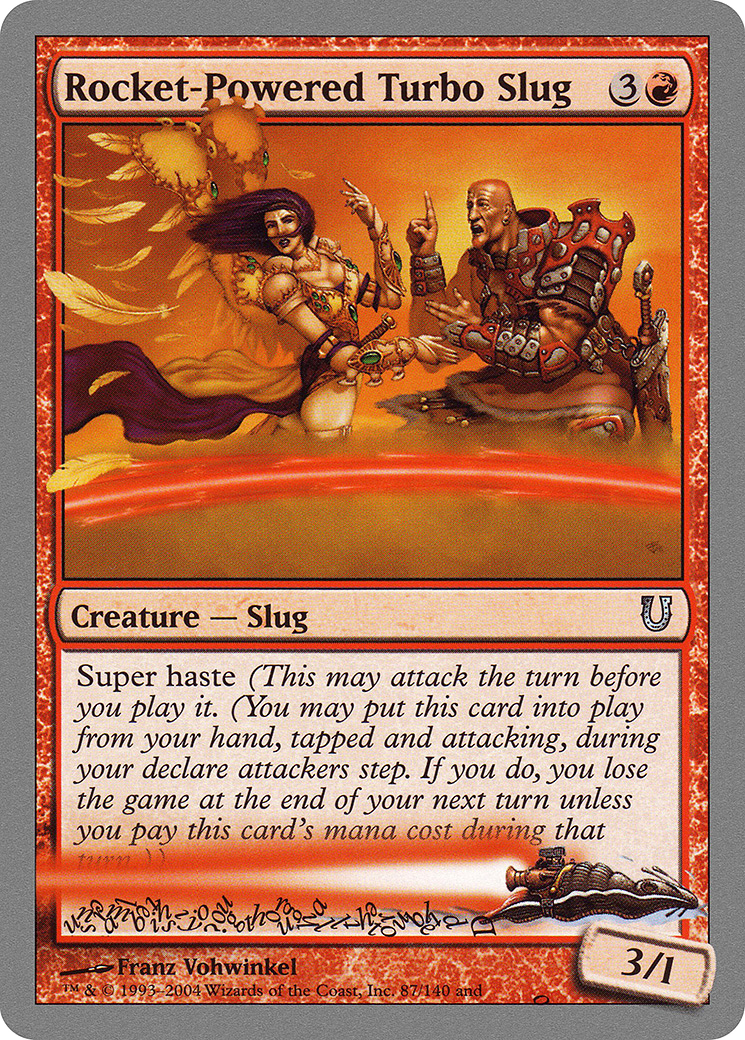 Rocket-Powered Turbo Slug 3
Creature — Slug
Super haste (This may attack the turn before
you play it. (You may put this card into play
from your hand, tapped and attacking, during
your declare attackers step. If you do, you lose
the game at the end of your next turn unless
you pay this card's mana cost during that
turn.))
3/1
Franz Vohwinkel
™ & © 1993–2004 Wizards of the Coast, Inc. 87/140 and